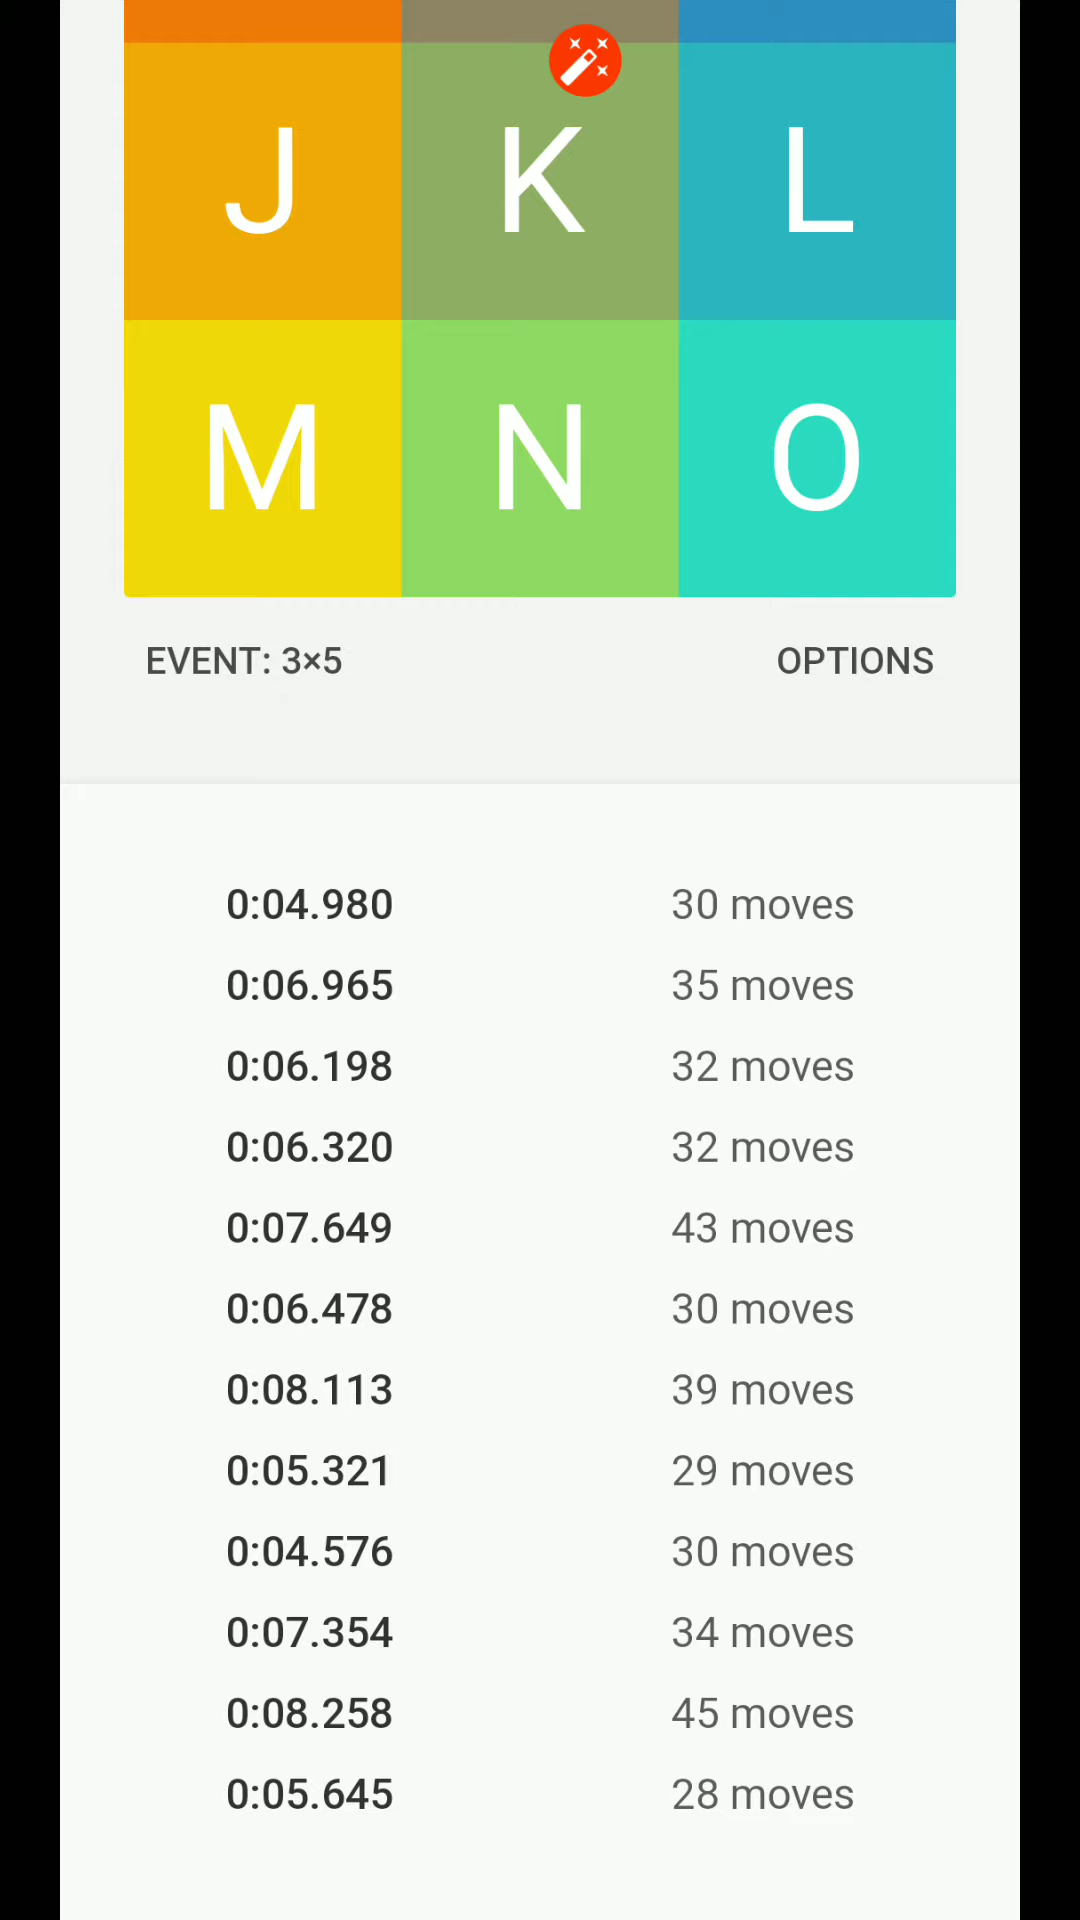 J K L
M N O
EVENT: 3×5 OPTIONS
0:04.980 30 moves
0:06.965 35 moves
0:06.198 32 moves
0:06.320 32 moves
0:07.649 43 moves
0:06.478 30 moves
0:08.113 39 moves
0:05.321 29 moves
0:04.576 30 moves
0:07.354 34 moves
0:08.258 45 moves
0:05.645 28 moves